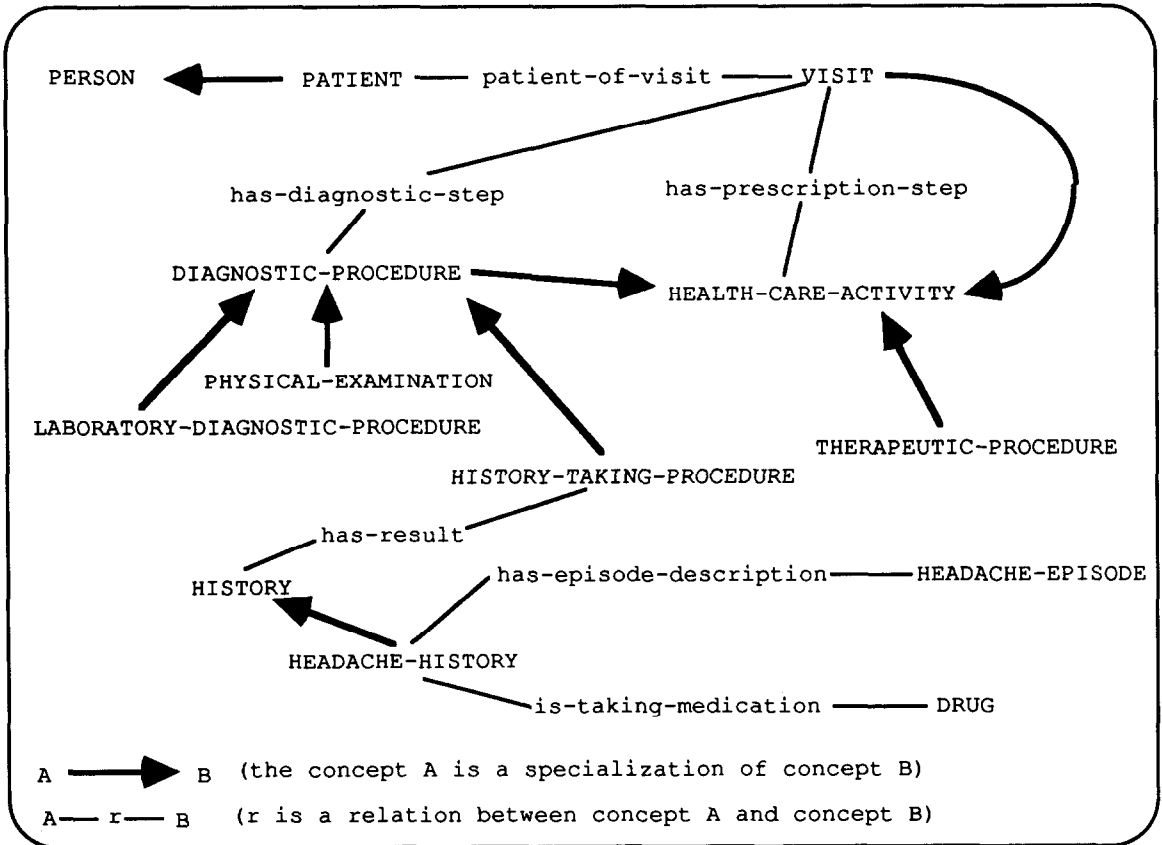 PERSON PATIENT patient-of-visit VISIT
has-diagnostic-step has-prescription-step
DIAGNOSTIC-PROCEDURE
HEALTH-CARE-ACTIVITY
PHYSICAL-EXAMINATION
LABORATORY-DIAGNOSTIC-PROCEDURE
THERAPEUTIC-PROCEDURE
HISTORY-TAKING-PROCEDURE
has-result
has-episode-description HEADACHE-EPISODE
HISTORY
HEADACHE-HISTORY
is-taking-medication DRUG
A B (the concept A is a specialization of concept B)
A— r— B (r is a relation between concept A and concept B)